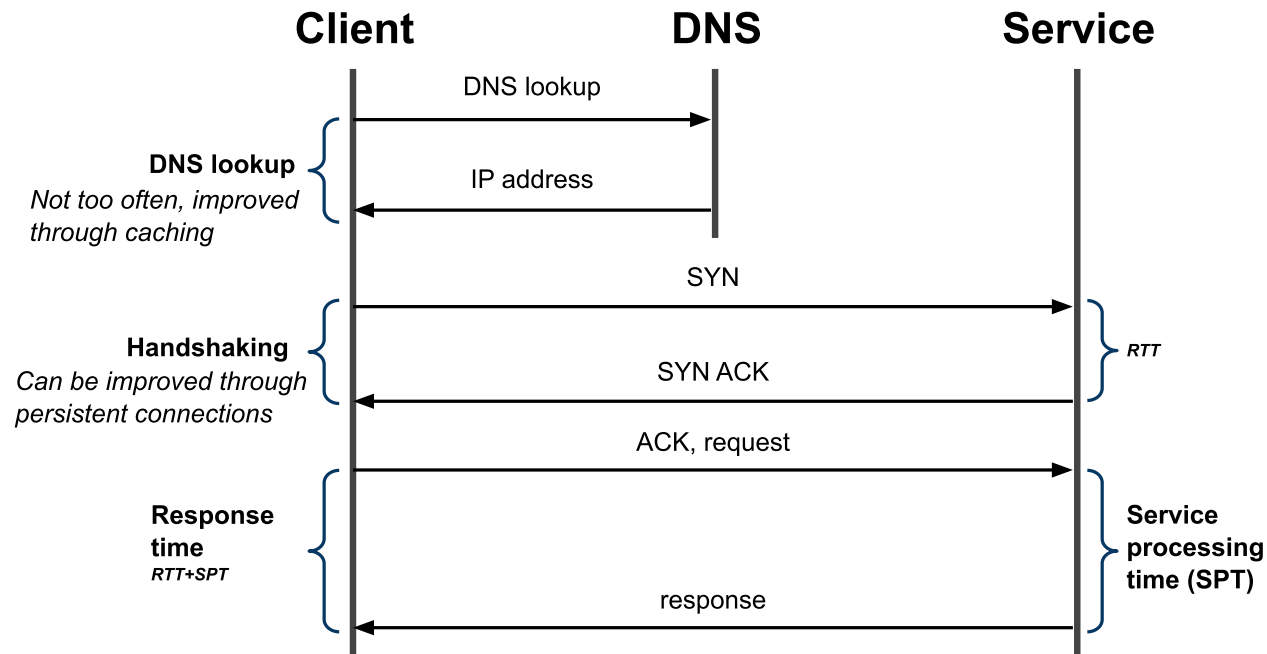 Client
DNS
Service
DNS lookup
DNS lookup
Not too often, improved
through caching
IP address
SYN
Handshaking
Can be improved through
persistent connections
RTT
SYN ACK
ACK, request
Response
time
RTT+SPT
Service
processing
time (SPT)
response